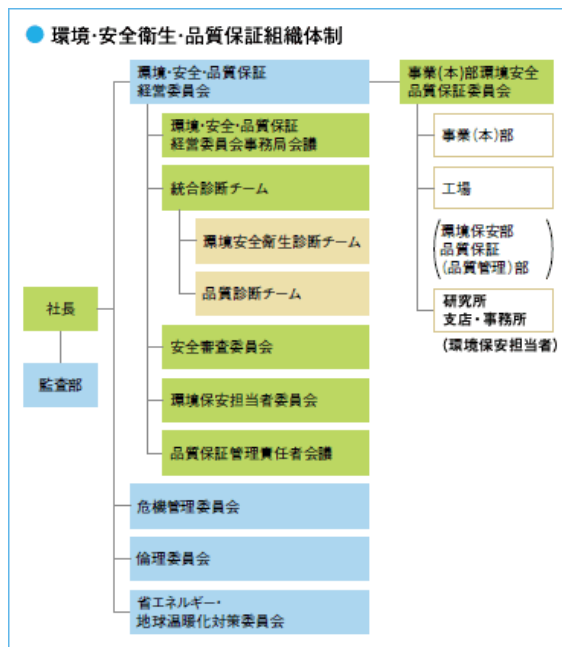 環境・安全衛生・品質保証組織体制
環境・安全・品質保証
経営委員会
事業(本)部環境安全
品質保証委員会
環境・安全・品質保証
経営委員会事務局会議
事業(本)部
統合診断チーム
工場
環境安全衛生診断チーム
(環境保安部
品質保証
(品質管理)部)
品質診断チーム
研究所
支店・事務所
(環境保安担当者)
社長
監査部
安全審査委員会
環境保安担当者委員会
品質保証管理責任者会議
危機管理委員会
倫理委員会
省エネルギー・
地球温暖化対策委員会